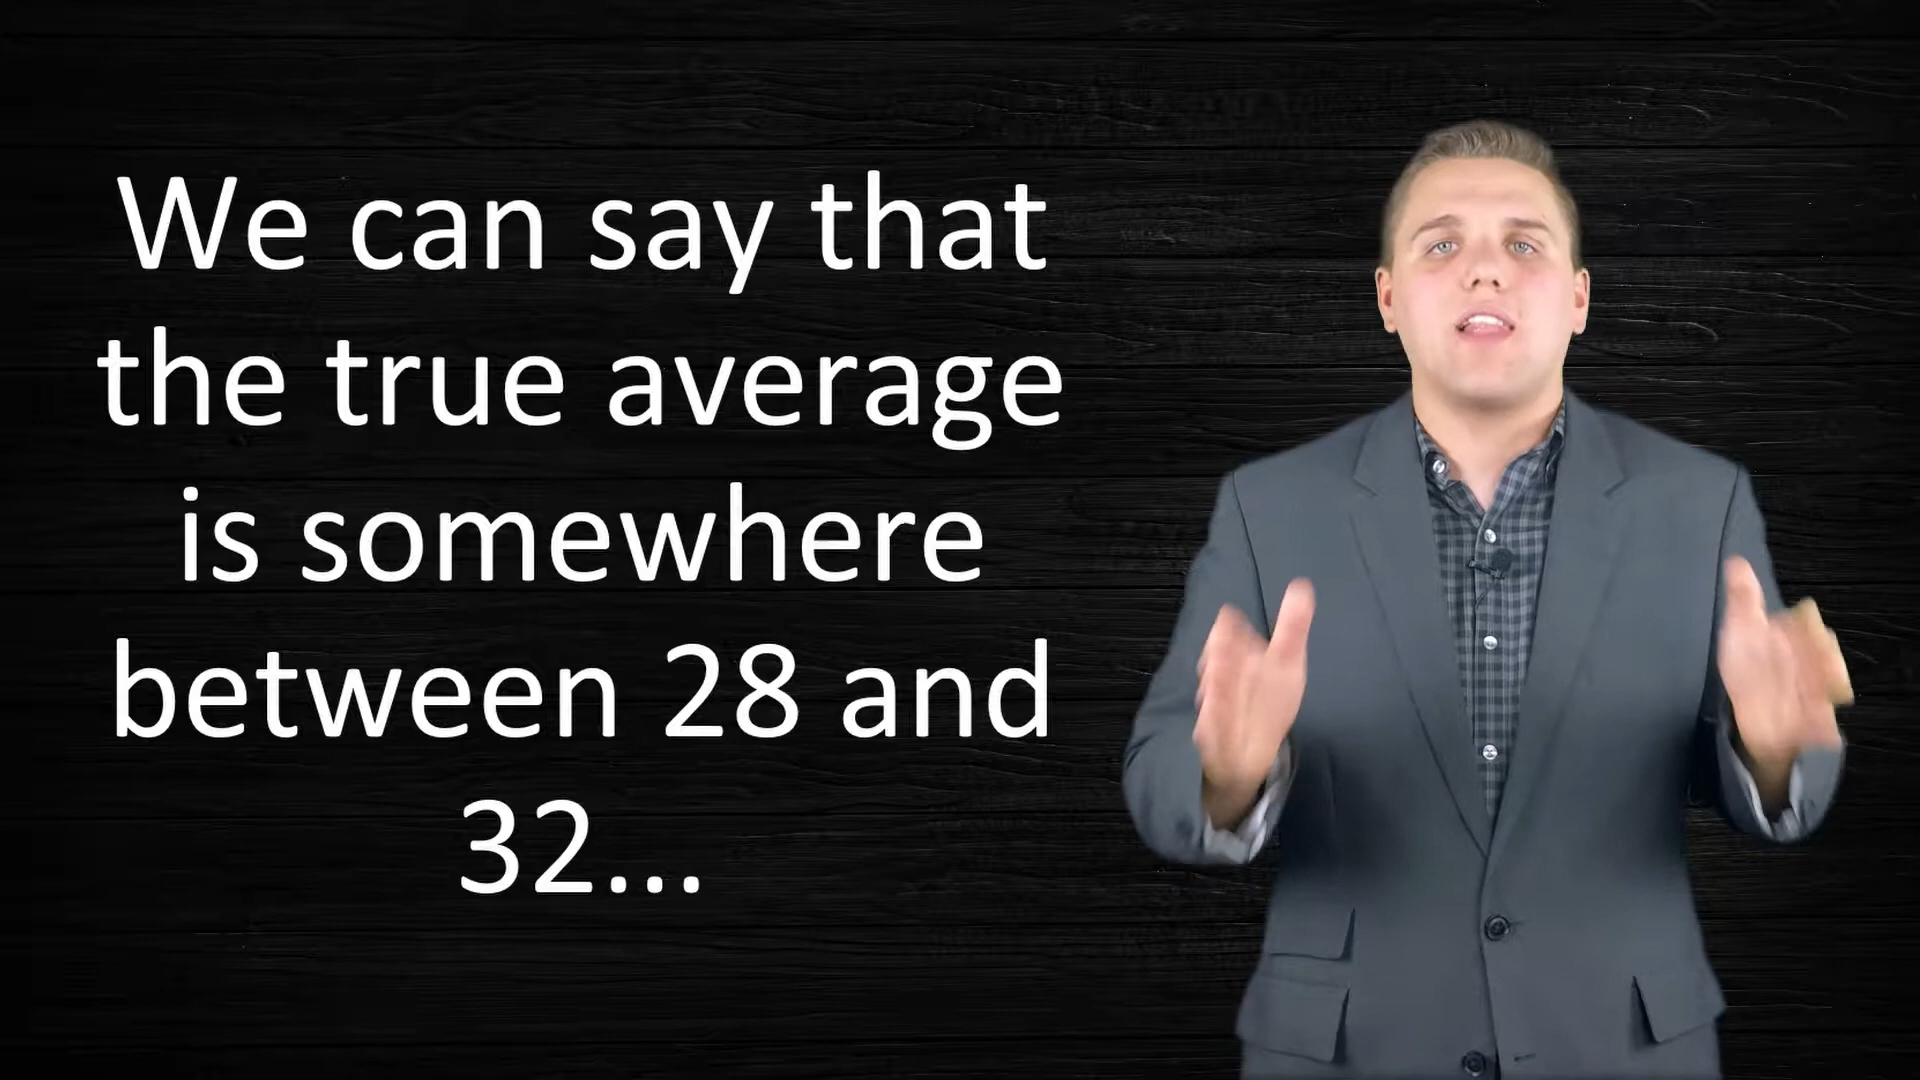 We can say that
the true average
is somewhere
between 28 and
32...